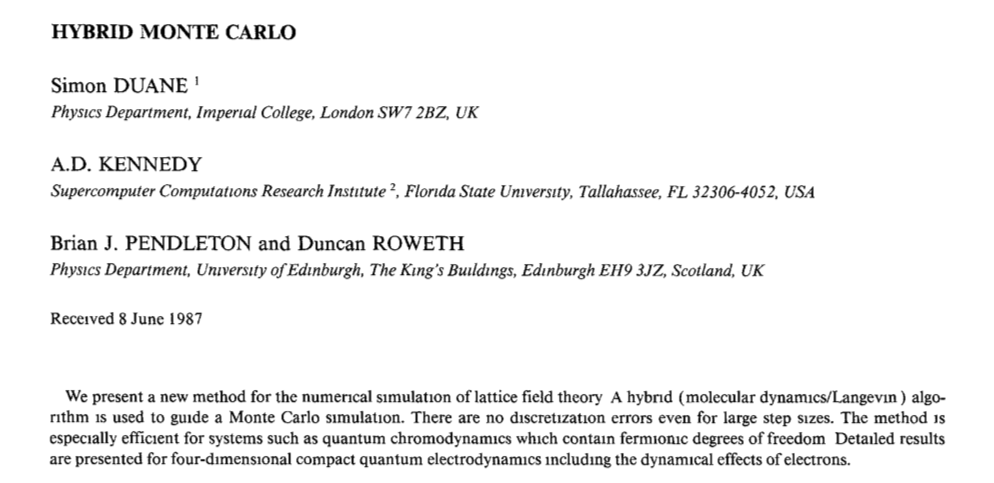 HYBRID MONTE CARLO
Simon DUANE ¹
Physics Department, Imperial College, London SW7 2BZ, UK
A.D. KENNEDY
Supercomputer Computations Research Institute ², Florida State University, Tallahassee, FL 32306-4052, USA
Brian J. PENDLETON and Duncan ROWETH
Physics Department, University of Edinburgh, The King's Buildings, Edinburgh EH9 3JZ, Scotland, UK
Received 8 June 1987
We present a new method for the numerical simulation of lattice field theory A hybrid (molecular dynamics/Langevin) algo-
rithm is used to guide a Monte Carlo simulation. There are no discretization errors even for large step sizes. The method is
especially efficient for systems such as quantum chromodynamics which contain fermionic degrees of freedom Detailed results
are presented for four-dimensional compact quantum electrodynamics including the dynamical effects of electrons.